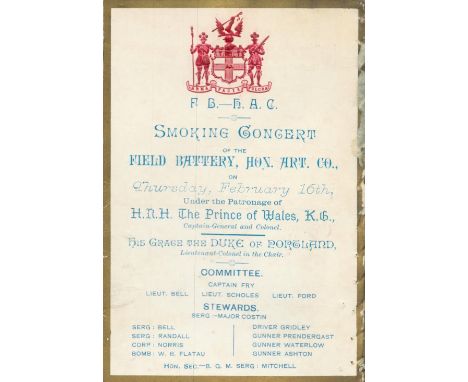 F B.—H. A. C.
SMOKING CONCERT
OF THE
FIELD BATTERY, HON. ART. CO.,
ON
Thursday, February 16th,
Under the Patronage of
H.R.H. The Prince of Wales, K.G.,
Captain-General and Colonel.
HIS GRACE THE DUKE OF PORTLAND,
Lieutenant-Colonel in the Chair.
COMMITTEE.
CAPTAIN FRY
LIEUT. BELL LIEUT. SCHOLES LIEUT. FORD
STEWARDS.
SERG:-MAJOR COSTIN
SERG: BELL DRIVER GRIDLEY
SERG: RANDALL GUNNER PRENDERGAST
CORP: NORRIS GUNNER WATERLOW
BOMB: W. B. FLATAU GUNNER ASHTON
HON. SEC.—B. Q. M. SERG: MITCHELL